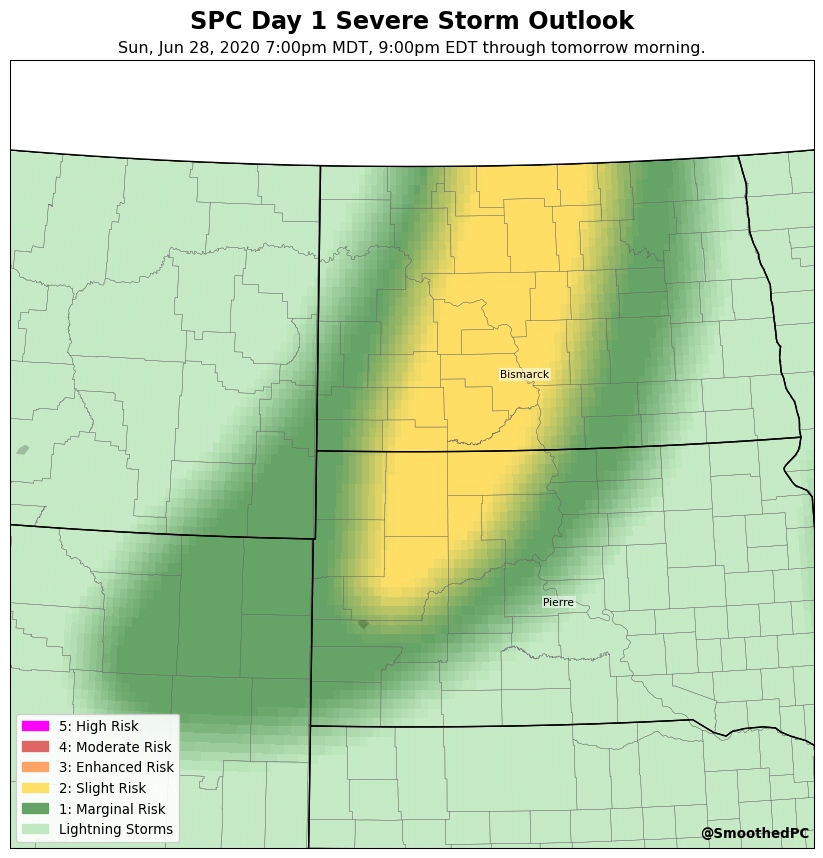 SPC Day 1 Severe Storm Outlook
Sun, Jun 28, 2020 7:00pm MDT, 9:00pm EDT through tomorrow morning.
Bismarck
Pierre
5: High Risk
4: Moderate Risk
3: Enhanced Risk
2: Slight Risk
1: Marginal Risk
Lightning Storms
@SmoothedPC